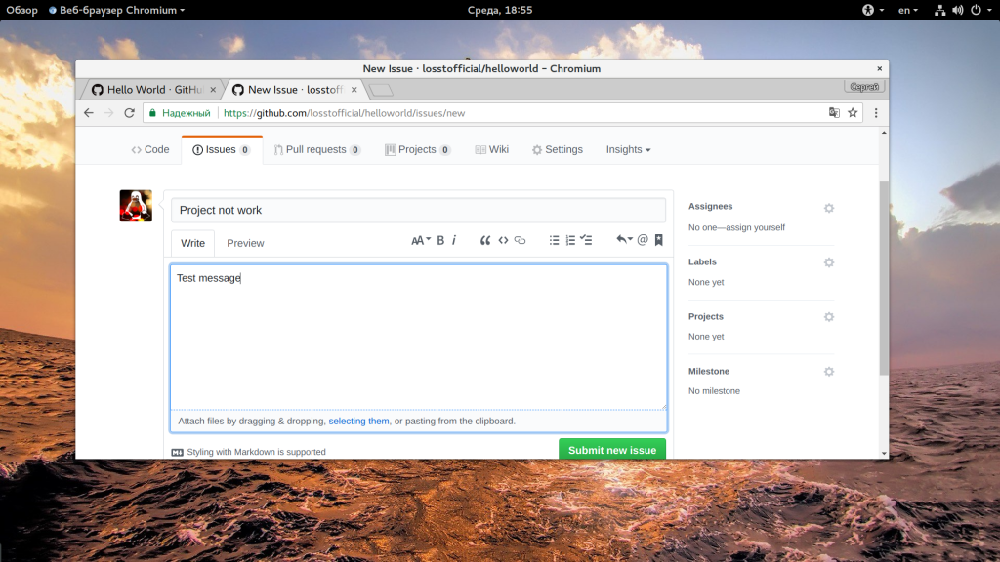 Обзор Веб-браузер Chromium Среда, 18:55 en
New Issue · losstofficial/helloworld - Chromium
Hello World · GitHu New Issue · losstoff Сергей
Надежный https://github.com/losstofficial/helloworld/issues/new
Code Issues 0 Pull requests 0 Projects 0 Wiki Settings Insights
Project not work
Write Preview AA B i
Test message
Attach files by dragging & dropping, selecting them, or pasting from the clipboard.
Styling with Markdown is supported Submit new issue
Assignees
No one—assign yourself
Labels
None yet
Projects
None yet
Milestone
No milestone